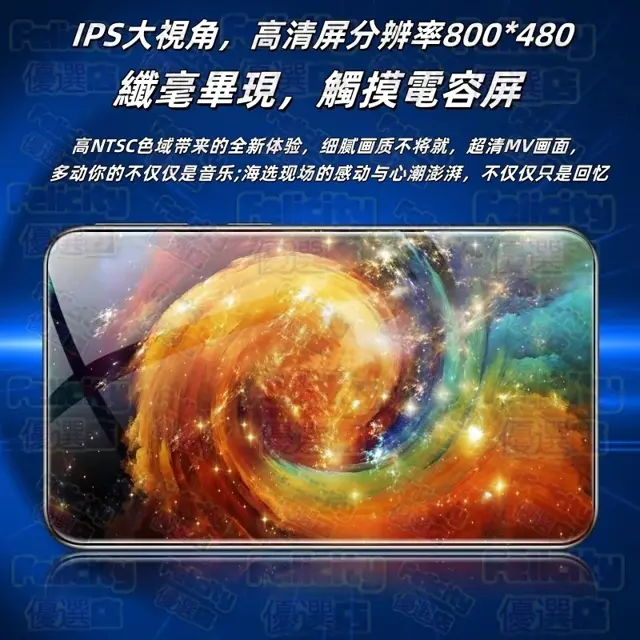 IPS大視角，高清屏分辨率800*480
纖毫畢現，觸摸電容屏
高NTSC色域带来的全新体验，细腻画质不将就，超清MV画面，
多动你的不仅仅是音乐;海选现场的感动与心潮澎湃，不仅仅只是回忆
Felicity
優選店